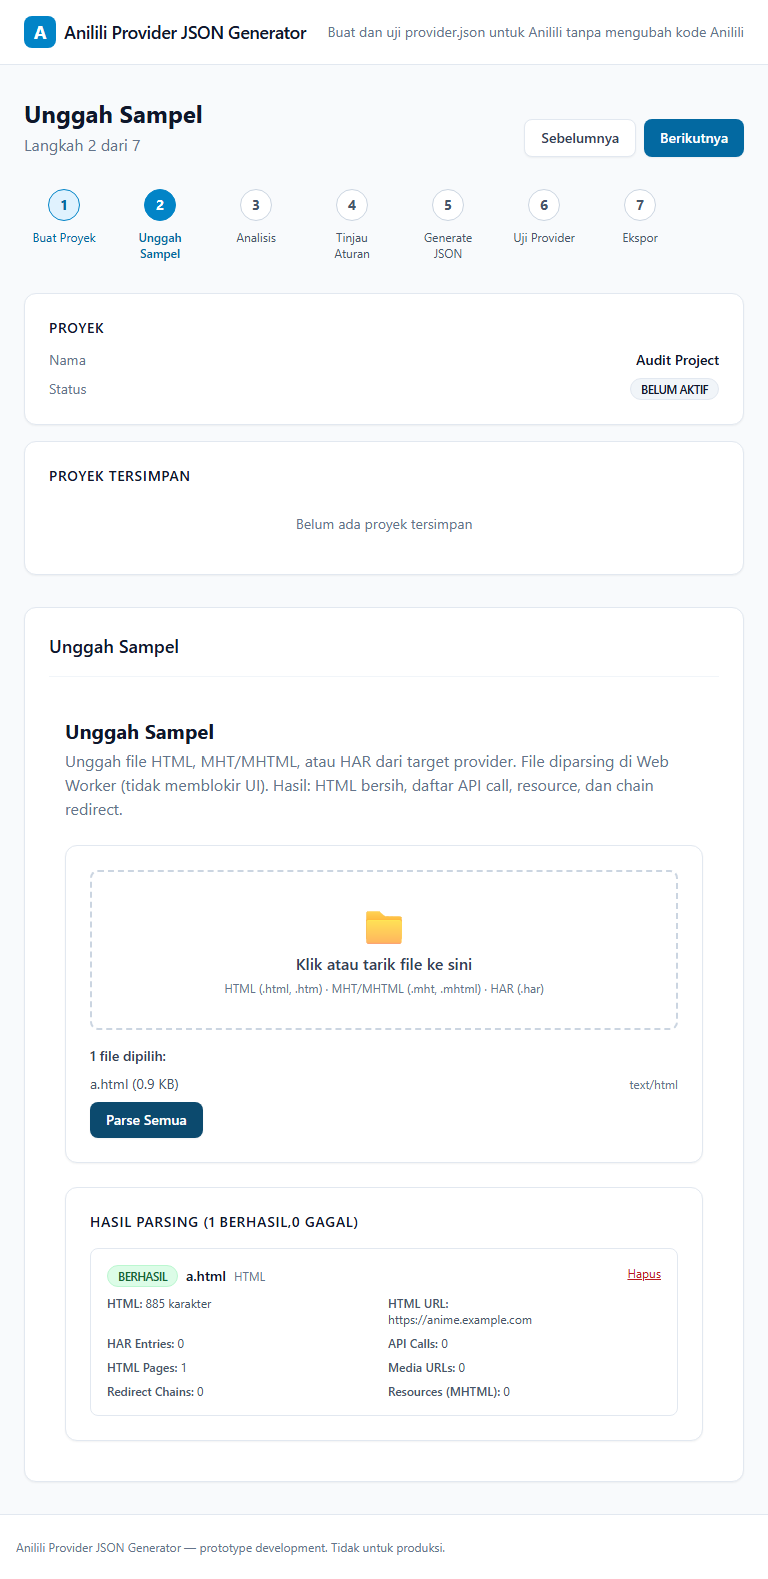 A Anilili Provider JSON Generator Buat dan uji provider.json untuk Anilili tanpa mengubah kode Anilili
Unggah Sampel
Langkah 2 dari 7
Sebelumnya Berikutnya
1 2 3 4 5 6 7
Buat Proyek Unggah Analisis Tinjau Generate Uji Provider Ekspor
Sampel Aturan JSON
PROYEK
Nama Audit Project
Status BELUM AKTIF
PROYEK TERSIMPAN
Belum ada proyek tersimpan
Unggah Sampel
Unggah Sampel
Unggah file HTML, MHT/MHTML, atau HAR dari target provider. File diparsing di Web
Worker (tidak memblokir UI). Hasil: HTML bersih, daftar API call, resource, dan chain
redirect.
Klik atau tarik file ke sini
HTML (.html, .htm) · MHT/MHTML (.mht, .mhtml) · HAR (.har)
1 file dipilih:
a.html (0.9 KB) text/html
Parse Semua
HASIL PARSING (1 BERHASIL,0 GAGAL)
BERHASIL a.html HTML Hapus
HTML: 885 karakter HTML URL:
https://anime.example.com
HAR Entries: 0 API Calls: 0
HTML Pages: 1 Media URLs: 0
Redirect Chains: 0 Resources (MHTML): 0
Anilili Provider JSON Generator — prototype development. Tidak untuk produksi.